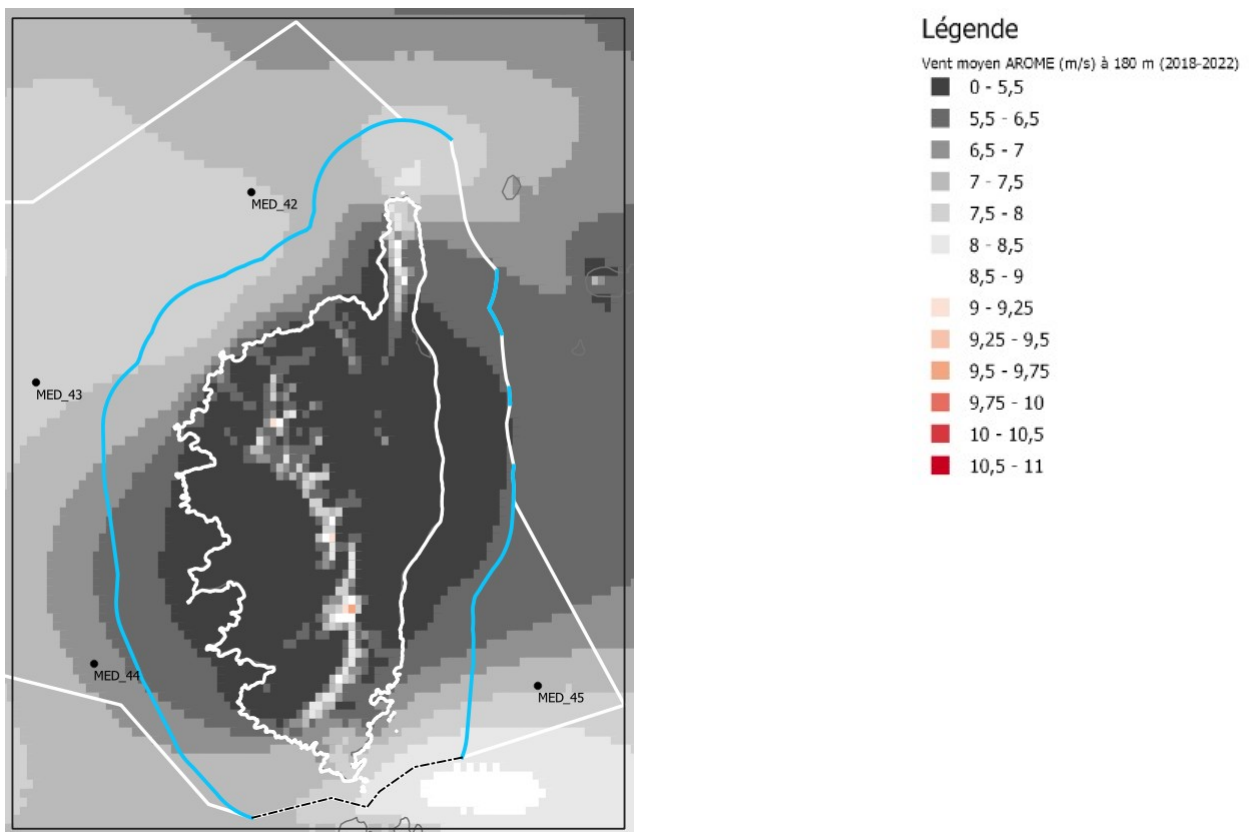 MED_42
MED_43
MED_44
MED_45
Légende
Vent moyen AROME (m/s) à 180 m (2018-2022)
0 - 5,5
5,5 - 6,5
6,5 - 7
7 - 7,5
7,5 - 8
8 - 8,5
8,5 - 9
9 - 9,25
9,25 - 9,5
9,5 - 9,75
9,75 - 10
10 - 10,5
10,5 - 11